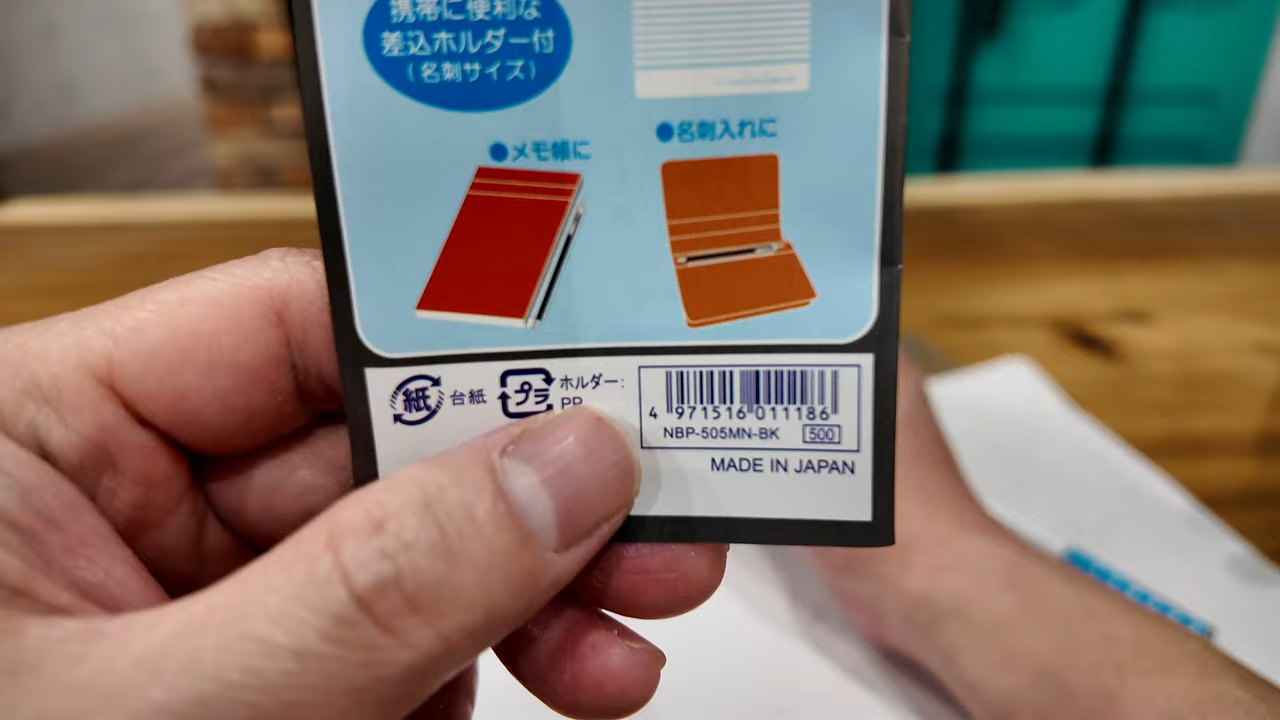 携帯に便利な
差込ホルダー付
（名刺サイズ）
●メモ帳に
●名刺入れに
紙 台紙
プラ ホルダー:
PP
4 971516 011186
NBP-505MN-BK 500
MADE IN JAPAN